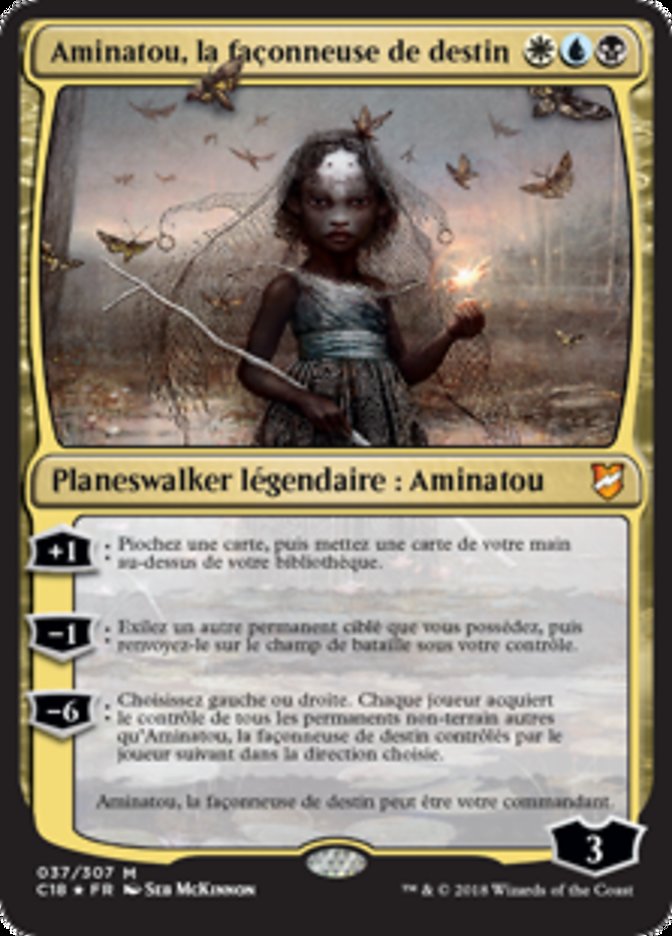 Aminatou, la façonneuse de destin
Planeswalker légendaire : Aminatou
+1 : Piochez une carte, puis mettez une carte de votre main
au-dessus de votre bibliothèque.
-1 : Exilez un autre permanent ciblé que vous possédez, puis
renvoyez-le sur le champ de bataille sous votre contrôle.
-6 : Choisissez gauche ou droite. Chaque joueur acquiert
le contrôle de tous les permanents non-terrain autres
qu'Aminatou, la façonneuse de destin contrôlés par le
joueur suivant dans la direction choisie.
Aminatou, la façonneuse de destin peut être votre commandant.
3
037/307 M
C18 ★ FR Seb McKinnon
™ & © 2018 Wizards of the Coast